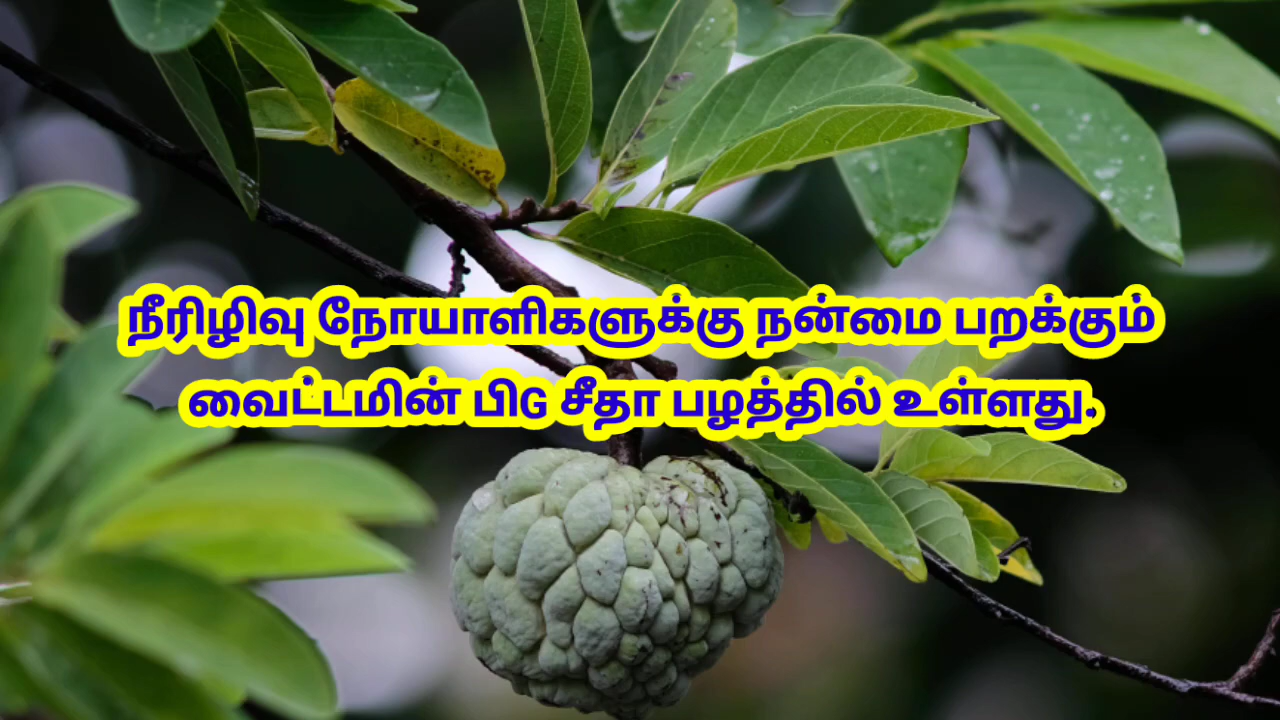 நீரிழிவு நோயாளிகளுக்கு நன்மை பறக்கும்
வைட்டமின் பிG சீதா பழத்தில் உள்ளது.